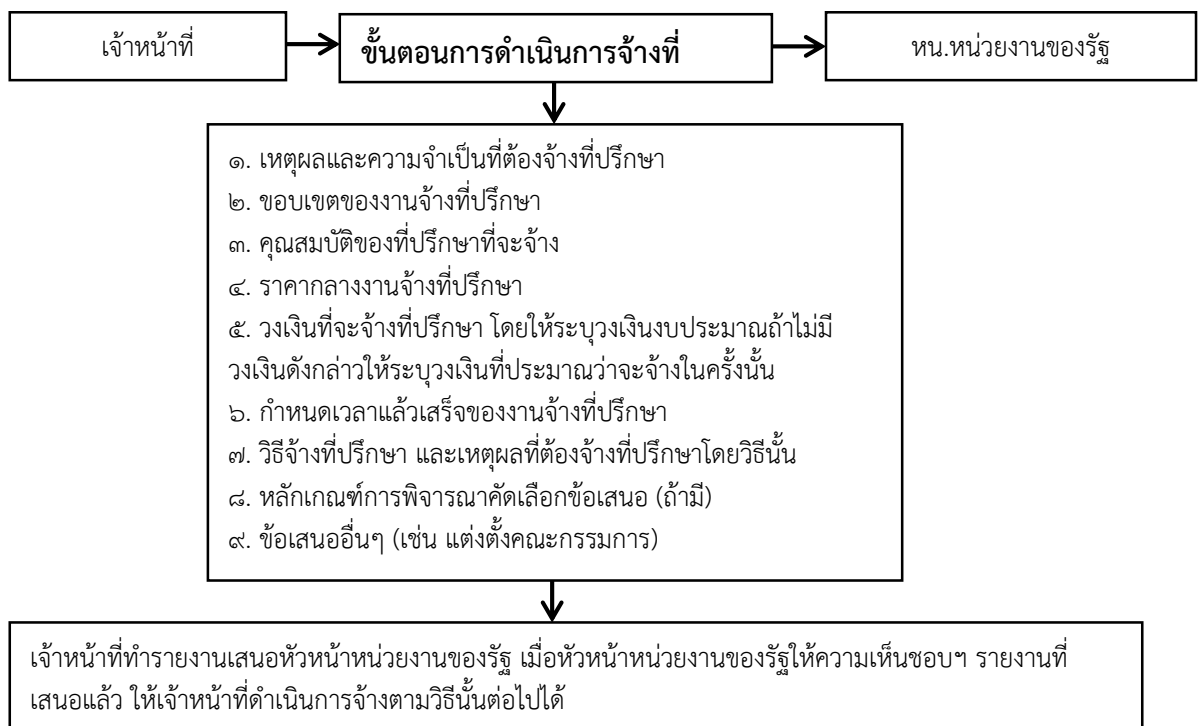 เจ้าหน้าที่
ขั้นตอนการดำเนินการจ้างที่
หน.หน่วยงานของรัฐ
๑. เหตุผลและความจำเป็นที่ต้องจ้างที่ปรึกษา
๒. ขอบเขตของงานจ้างที่ปรึกษา
๓. คุณสมบัติของที่ปรึกษาที่จะจ้าง
๔. ราคากลางงานจ้างที่ปรึกษา
๕. วงเงินที่จะจ้างที่ปรึกษา โดยให้ระบุวงเงินงบประมาณถ้าไม่มี
วงเงินดังกล่าวให้ระบุวงเงินที่ประมาณว่าจะจ้างในครั้งนั้น
๖. กำหนดเวลาแล้วเสร็จของงานจ้างที่ปรึกษา
๗. วิธีจ้างที่ปรึกษา และเหตุผลที่ต้องจ้างที่ปรึกษาโดยวิธีนั้น
๘. หลักเกณฑ์การพิจารณาคัดเลือกข้อเสนอ (ถ้ามี)
๙. ข้อเสนออื่นๆ (เช่น แต่งตั้งคณะกรรมการ)
เจ้าหน้าที่ทำรายงานเสนอหัวหน้าหน่วยงานของรัฐ เมื่อหัวหน้าหน่วยงานของรัฐให้ความเห็นชอบฯ รายงานที่
เสนอแล้ว ให้เจ้าหน้าที่ดำเนินการจ้างตามวิธีนั้นต่อไปได้